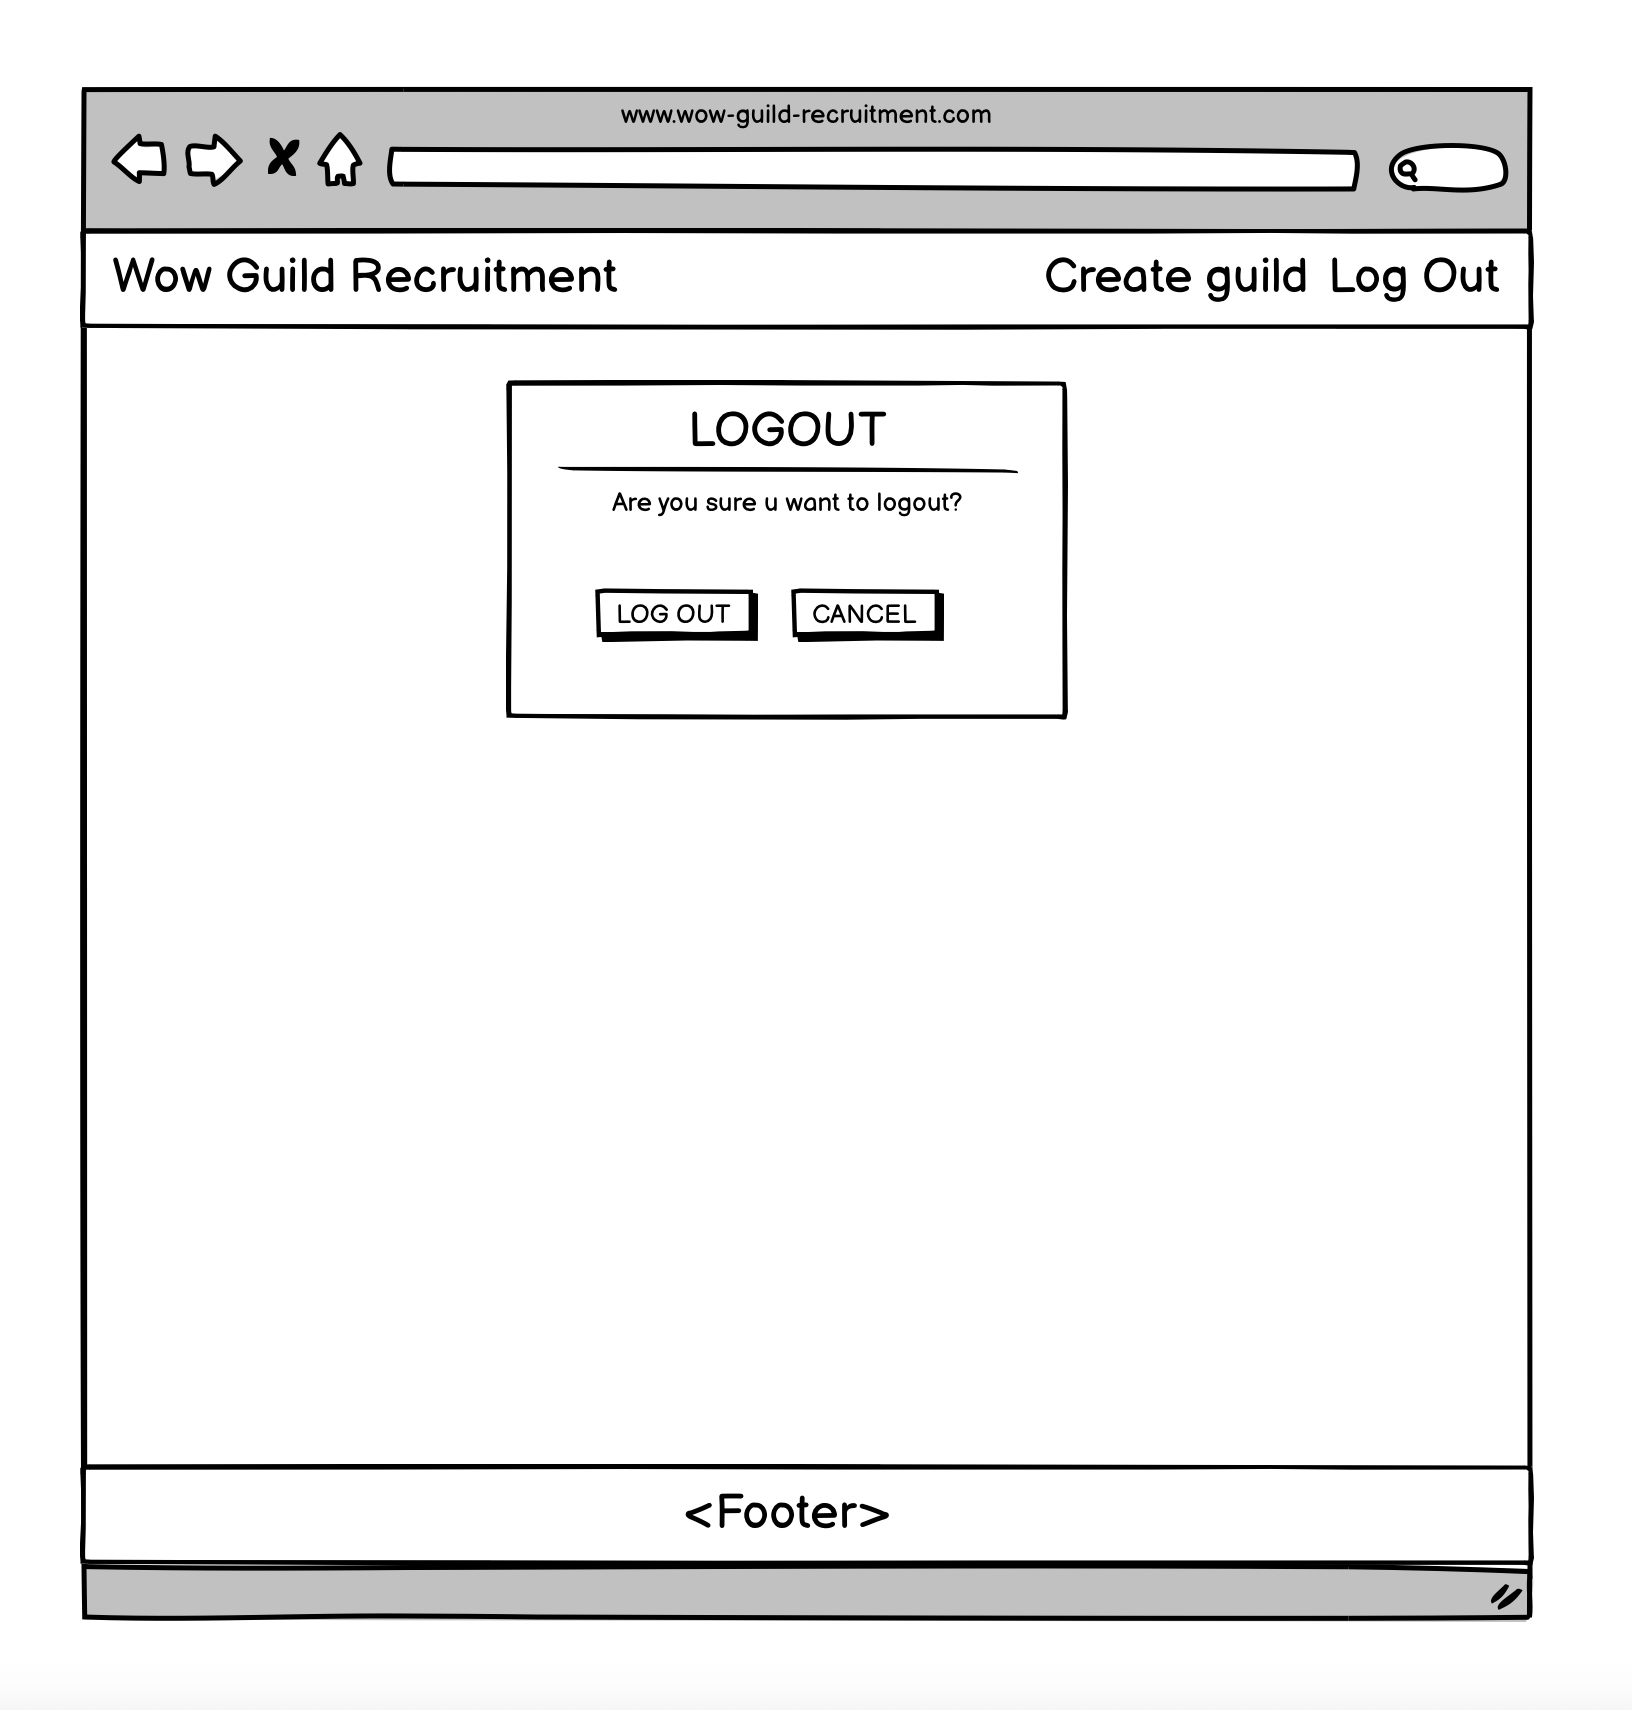 www.wow-guild-recruitment.com
Wow Guild Recruitment
Create guild Log Out
LOGOUT
Are you sure u want to logout?
LOG OUT
CANCEL
<Footer>